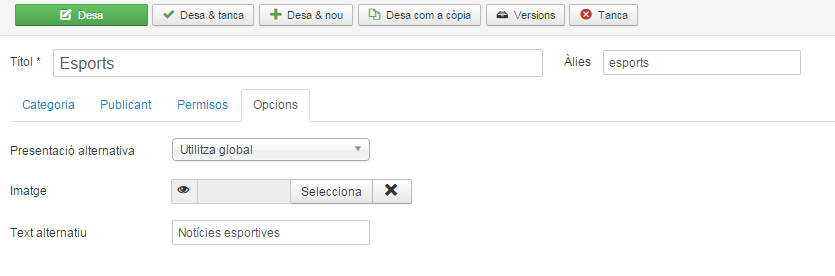 Desa Desa & tanca Desa & nou Desa com a còpia Versions Tanca
Títol * Esports Àlies esports
Categoria Publicant Permisos Opcions
Presentació alternativa Utilitza global
Imatge Selecciona
Text alternatiu Notícies esportives